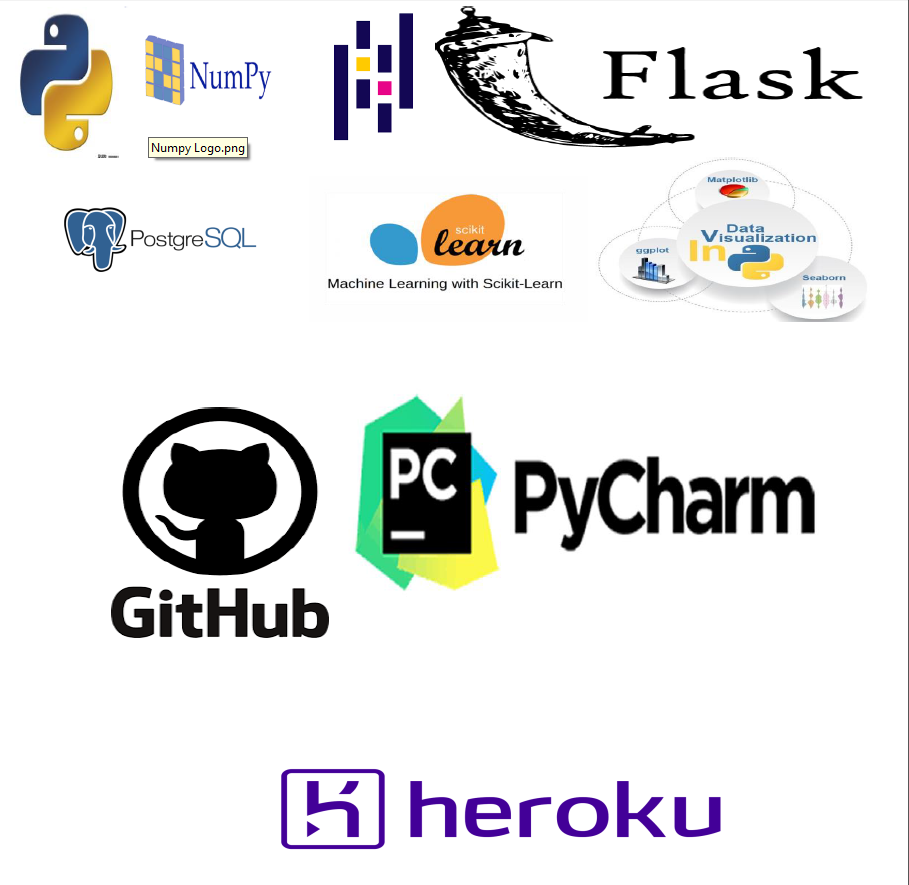 NumPy
Flask
Numpy Logo.png
PostgreSQL
scikit
learn
Machine Learning with Scikit-Learn
Matplotlib
Data
Visualization
In
ggplot
Seaborn
PC
PyCharm
GitHub
heroku